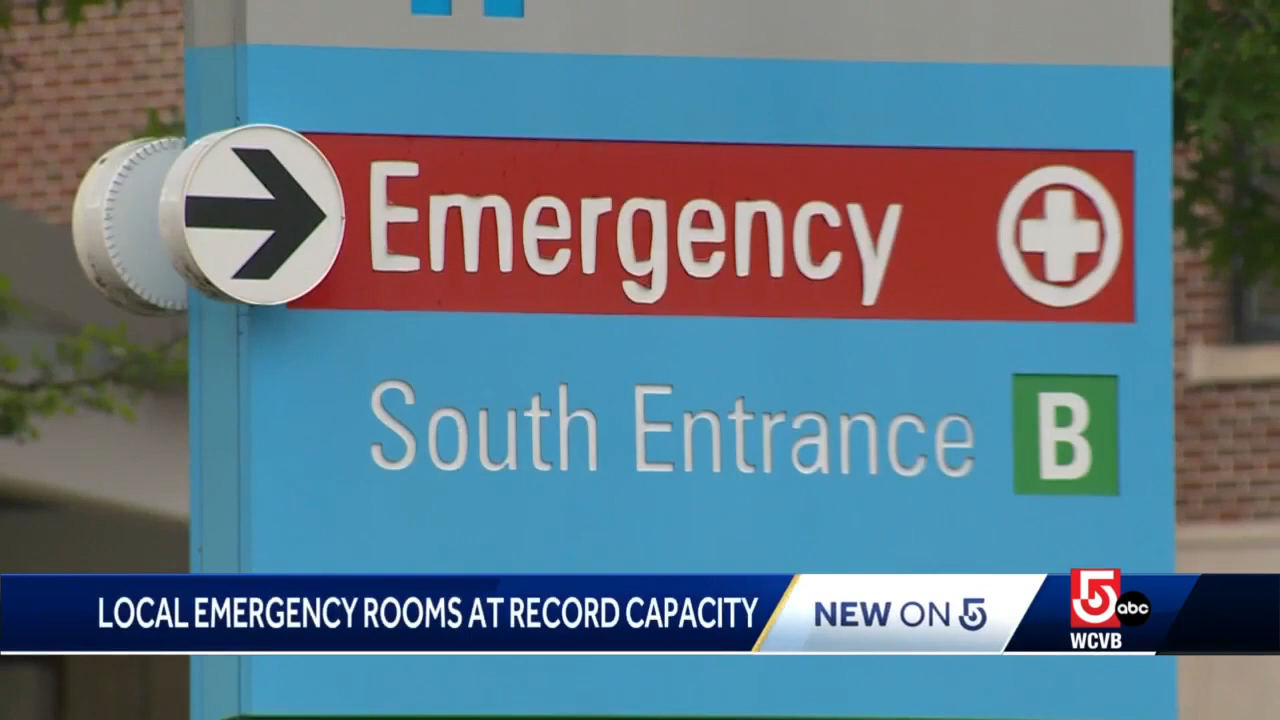 Emergency
South Entrance B
LOCAL EMERGENCY ROOMS AT RECORD CAPACITY
NEW ON 5
5 abc
WCVB